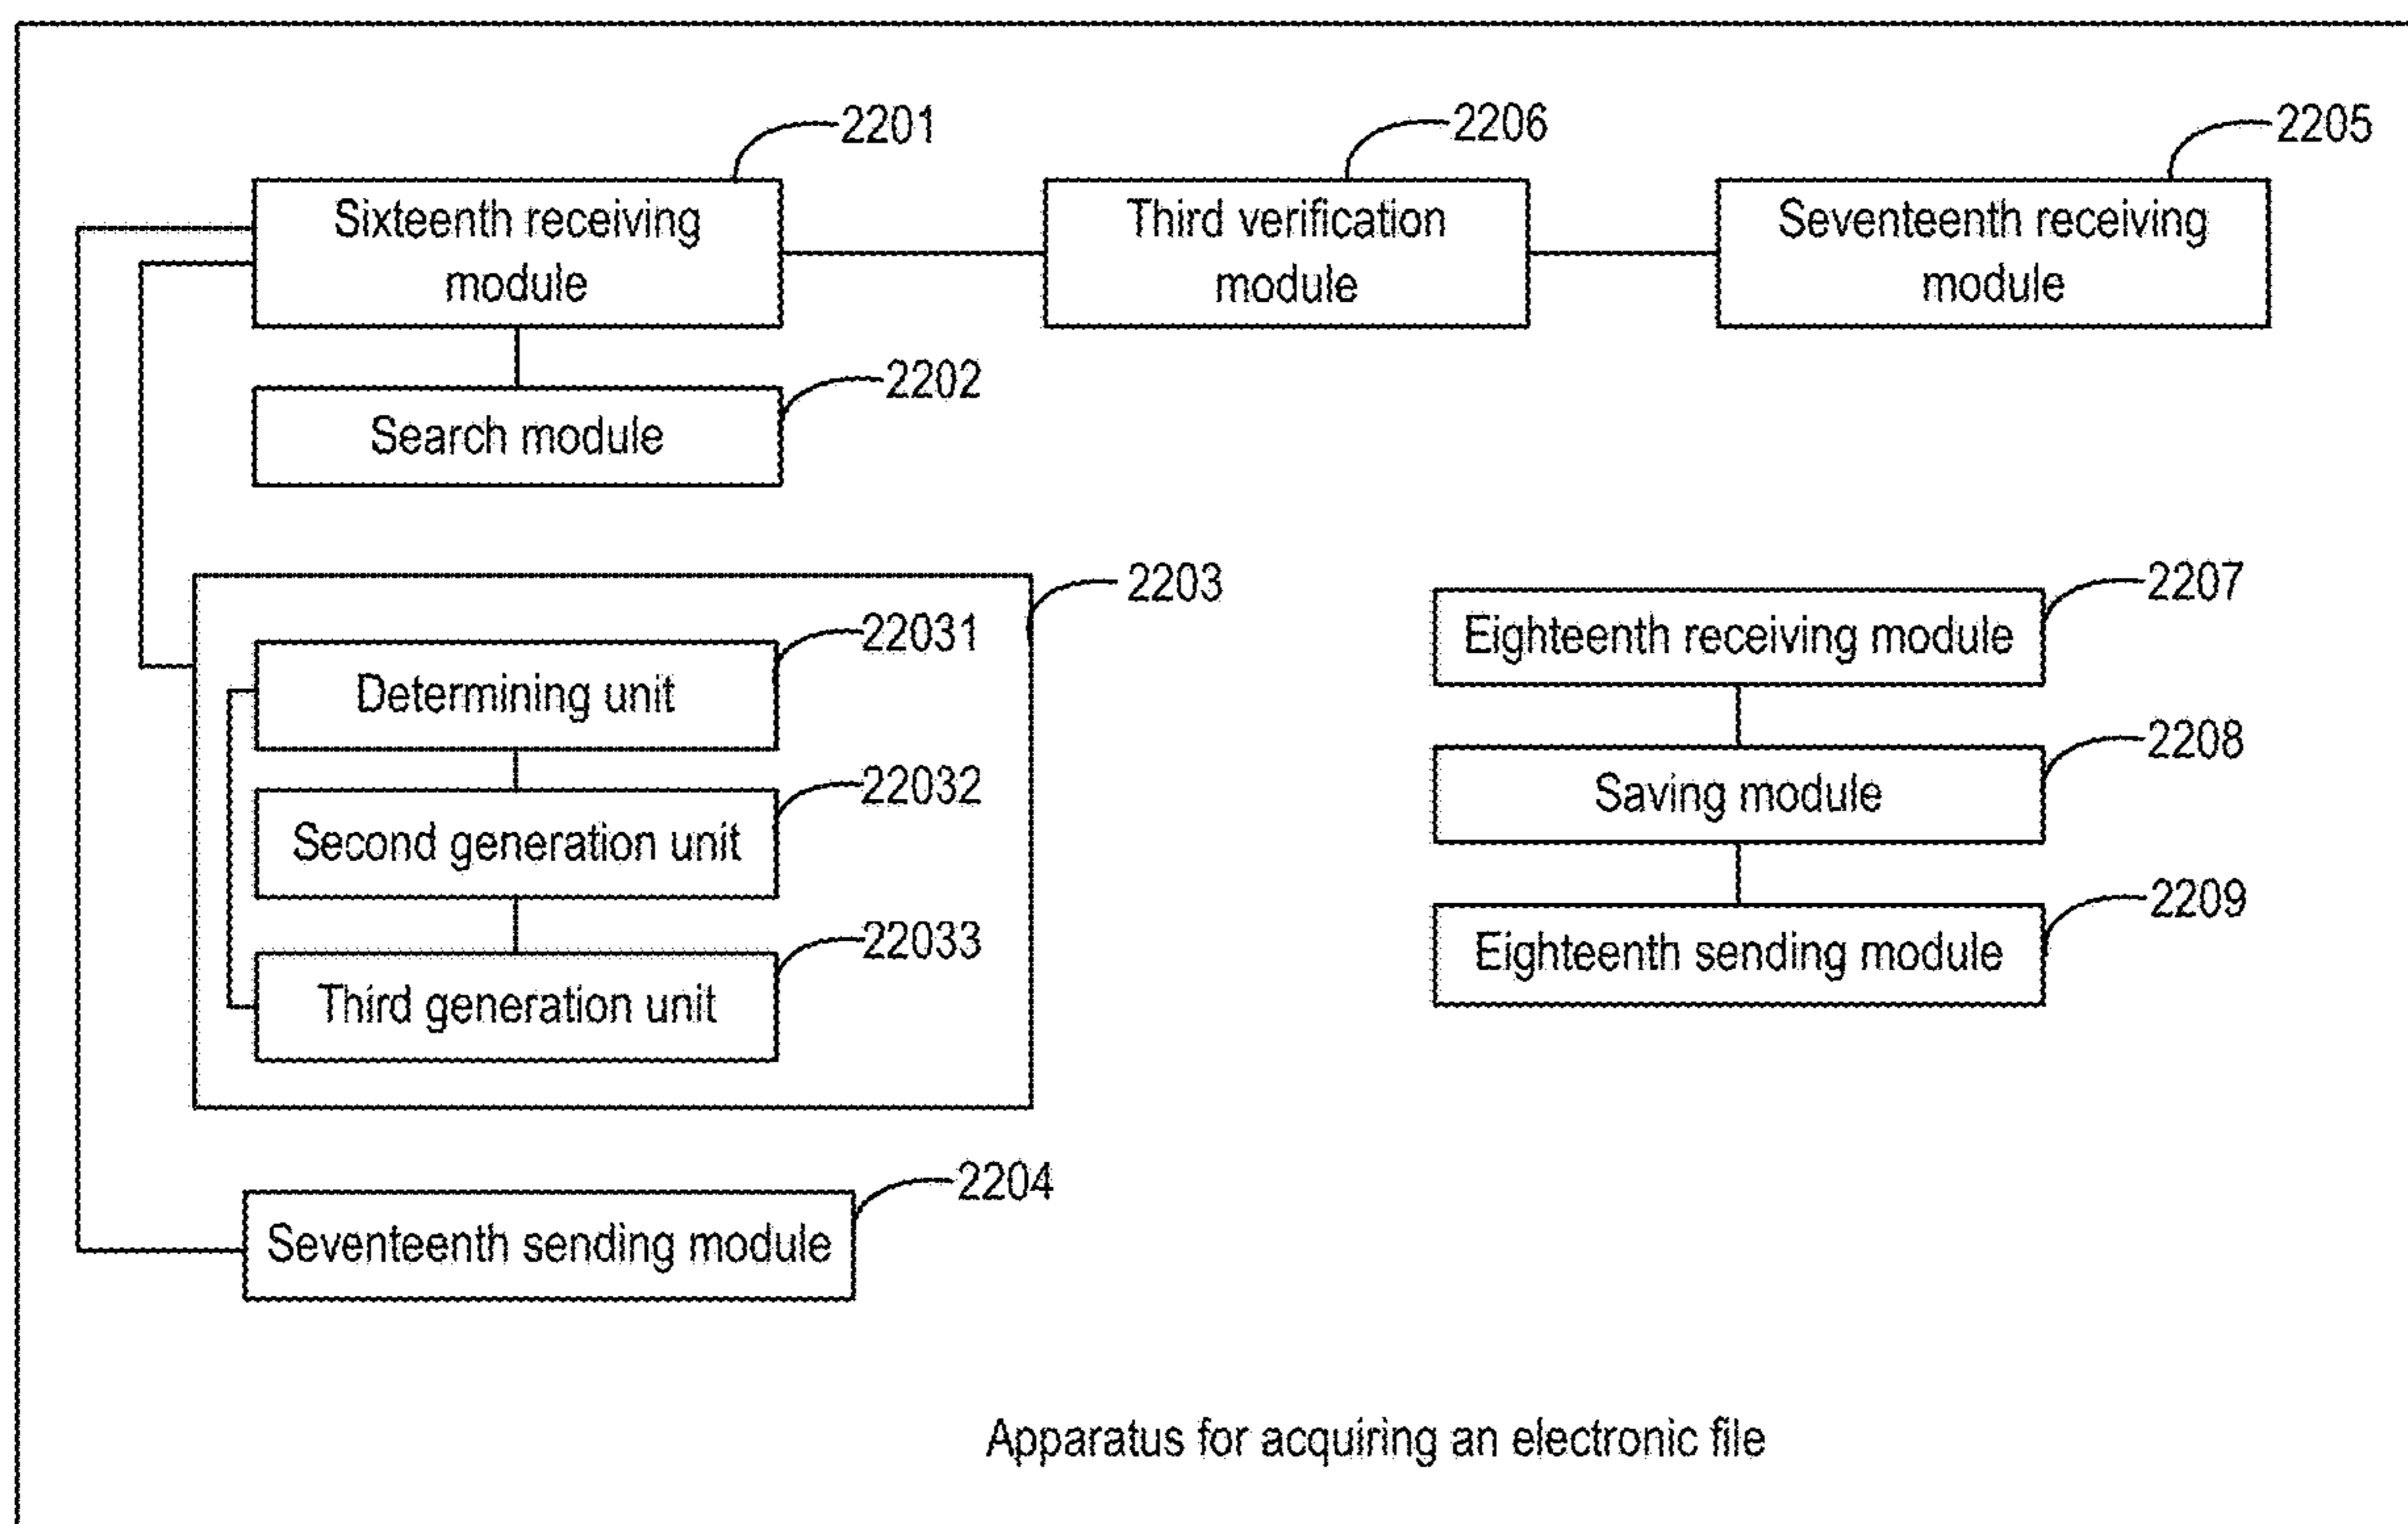 2201
2206
2205
Sixteenth receiving
module
Third verification
module
Seventeenth receiving
module
2202
Search module
2203
22031
Determining unit
22032
Second generation unit
22033
Third generation unit
2207
Eighteenth receiving module
2208
Saving module
2209
Eighteenth sending module
2204
Seventeenth sending module
Apparatus for acquiring an electronic file